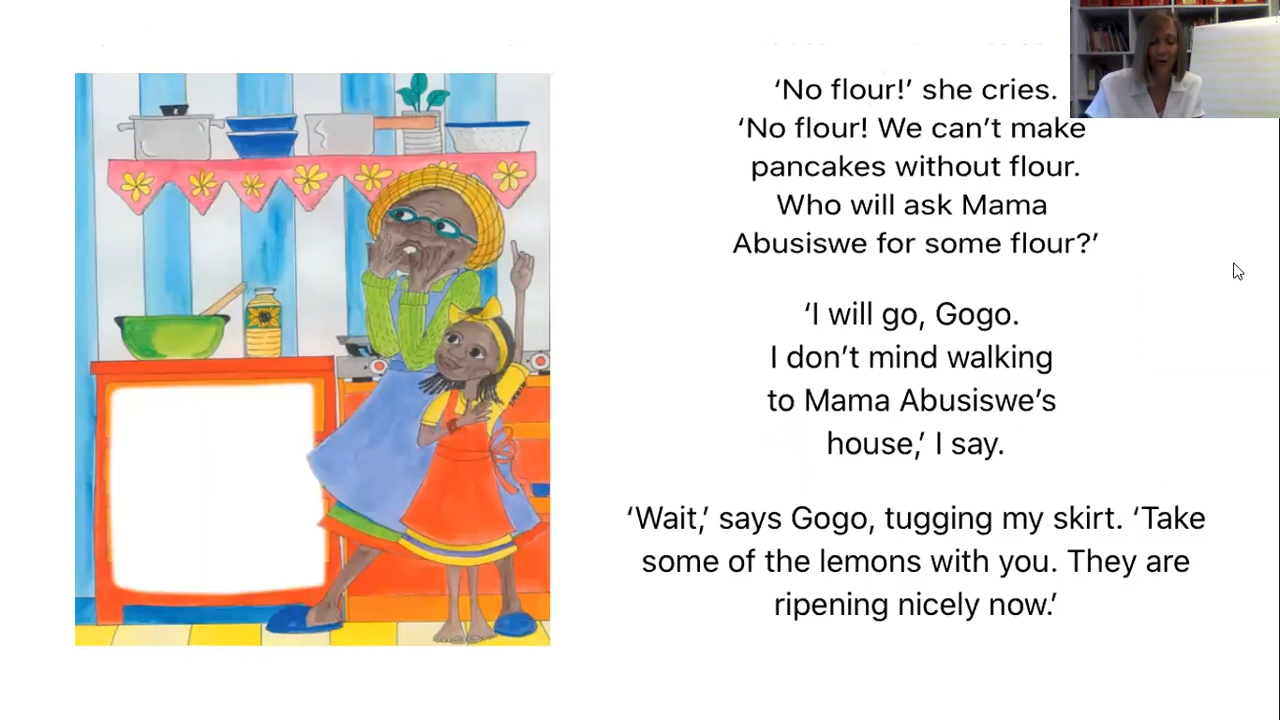 ‘No flour!’ she cries.
‘No flour! We can’t make
pancakes without flour.
Who will ask Mama
Abusiswe for some flour?’
‘I will go, Gogo.
I don’t mind walking
to Mama Abusiswe’s
house,’ I say.
‘Wait,’ says Gogo, tugging my skirt. ‘Take
some of the lemons with you. They are
ripening nicely now.’